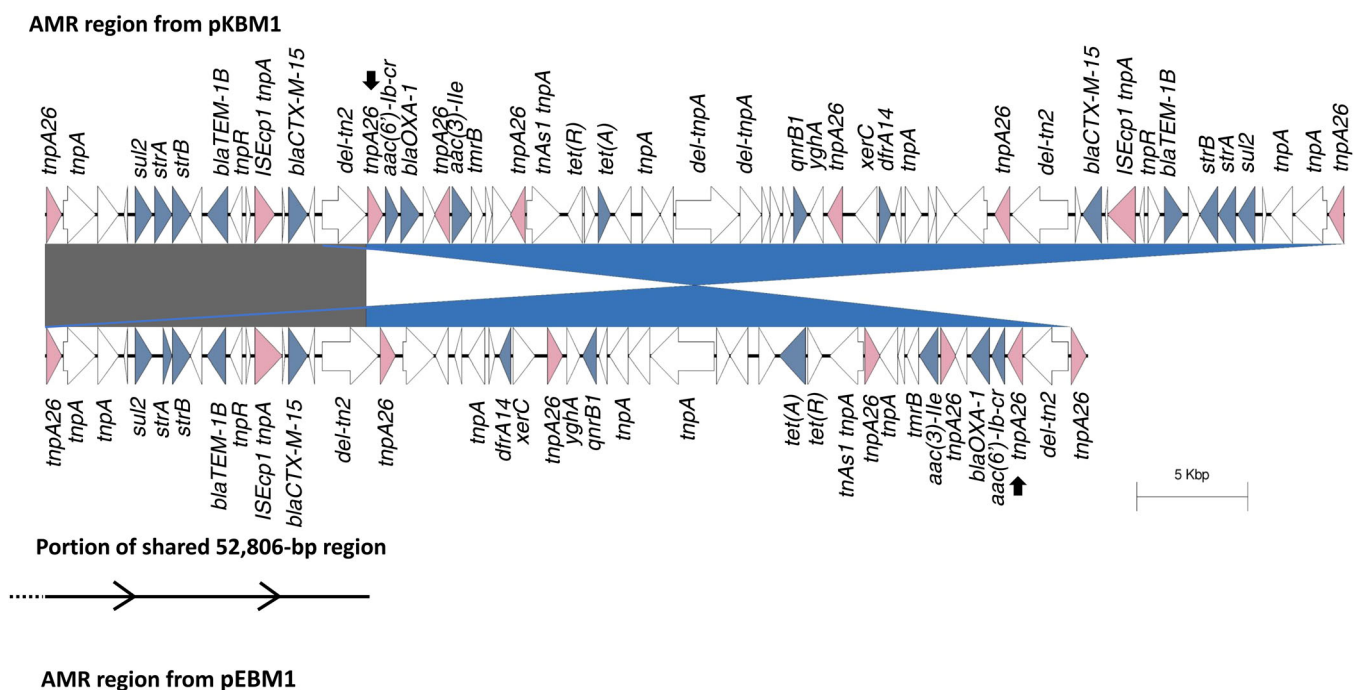 AMR region from pKBM1
tnpA26
tnpA
sul2
strA
strB
blaTEM-1B
tnpR
ISEcp1 tnpA
blaCTX-M-15
del-tn2
tnpA26
aac(6')-Ib-cr
blaOXA-1
tnpA26
aac(3)-IIe
tmrB
tnpA26
tnAs1 tnpA
tet(R)
tet(A)
tnpA
del-tnpA
del-tnpA
qnrB1
yghA
tnpA26
xerC
dfrA14
tnpA
tnpA26
del-tn2
blaCTX-M-15
ISEcp1 tnpA
tnpR
blaTEM-1B
strB
strA
sul2
tnpA
tnpA
tnpA26
tnpA26
tnpA
tnpA
sul2
strA
strB
blaTEM-1B
tnpR
ISEcp1 tnpA
blaCTX-M-15
del-tn2
tnpA26
tnpA
dfrA14
xerC
tnpA26
yghA
qnrB1
tnpA
tnpA
tet(A)
tet(R)
tnAs1 tnpA
tnpA26
tnpA
tmrB
aac(3)-IIe
tnpA26
blaOXA-1
aac(6')-Ib-cr
tnpA26
del-tn2
tnpA26
5 Kbp
Portion of shared 52,806-bp region
AMR region from pEBM1